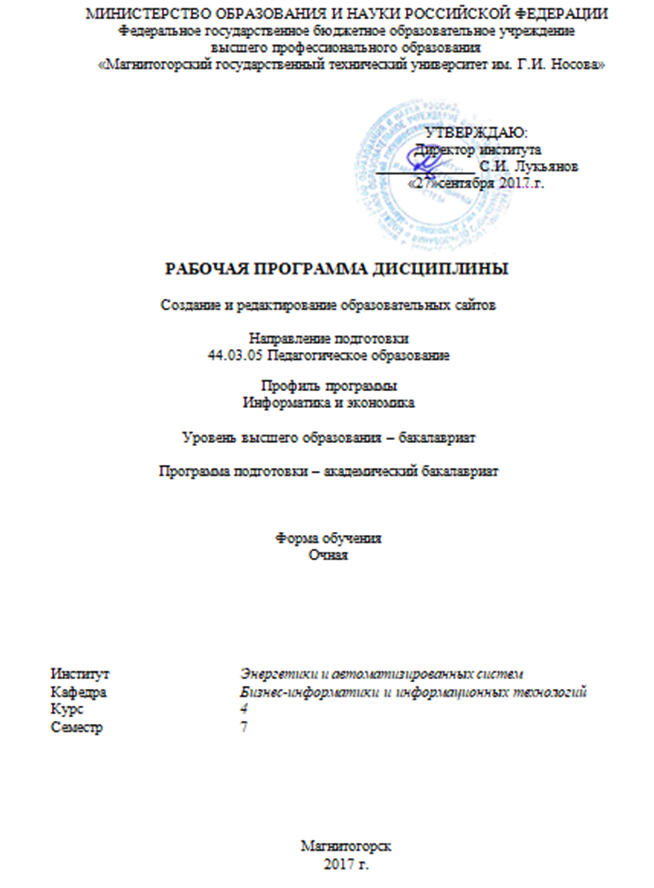 МИНИСТЕРСТВО ОБРАЗОВАНИЯ И НАУКИ РОССИЙСКОЙ ФЕДЕРАЦИИ
Федеральное государственное бюджетное образовательное учреждение
высшего профессионального образования
«Магнитогорский государственный технический университет им. Г.И. Носова»
УТВЕРЖДАЮ:
Директор института
____________ С.И. Лукьянов
«27»сентября 2017.г.
РАБОЧАЯ ПРОГРАММА ДИСЦИПЛИНЫ
Создание и редактирование образовательных сайтов
Направление подготовки
44.03.05 Педагогическое образование
Профиль программы
Информатика и экономика
Уровень высшего образования – бакалавриат
Программа подготовки – академический бакалавриат
Форма обучения
Очная
Институт Энергетики и автоматизированных систем
Кафедра Бизнес-информатики и информационных технологий
Курс 4
Семестр 7
Магнитогорск
2017 г.